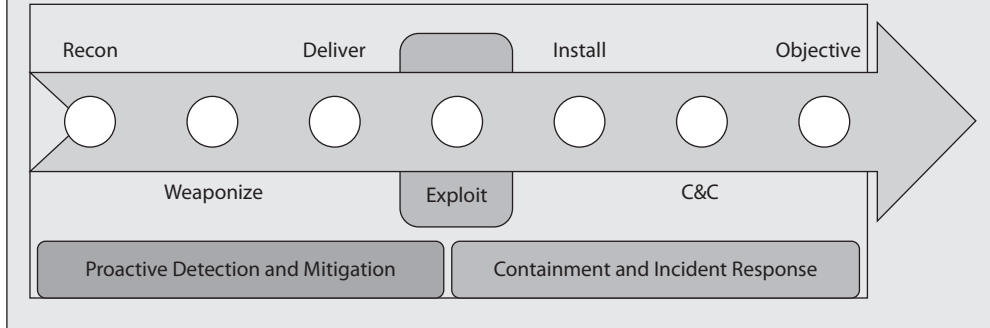 Recon
Deliver
Install
Objective
Weaponize
Exploit
C&C
Proactive Detection and Mitigation
Containment and Incident Response